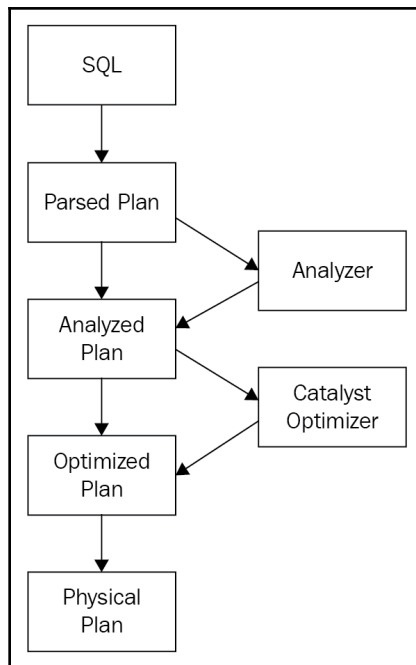 SQL
Parsed Plan
Analyzer
Analyzed
Plan
Catalyst
Optimizer
Optimized
Plan
Physical
Plan